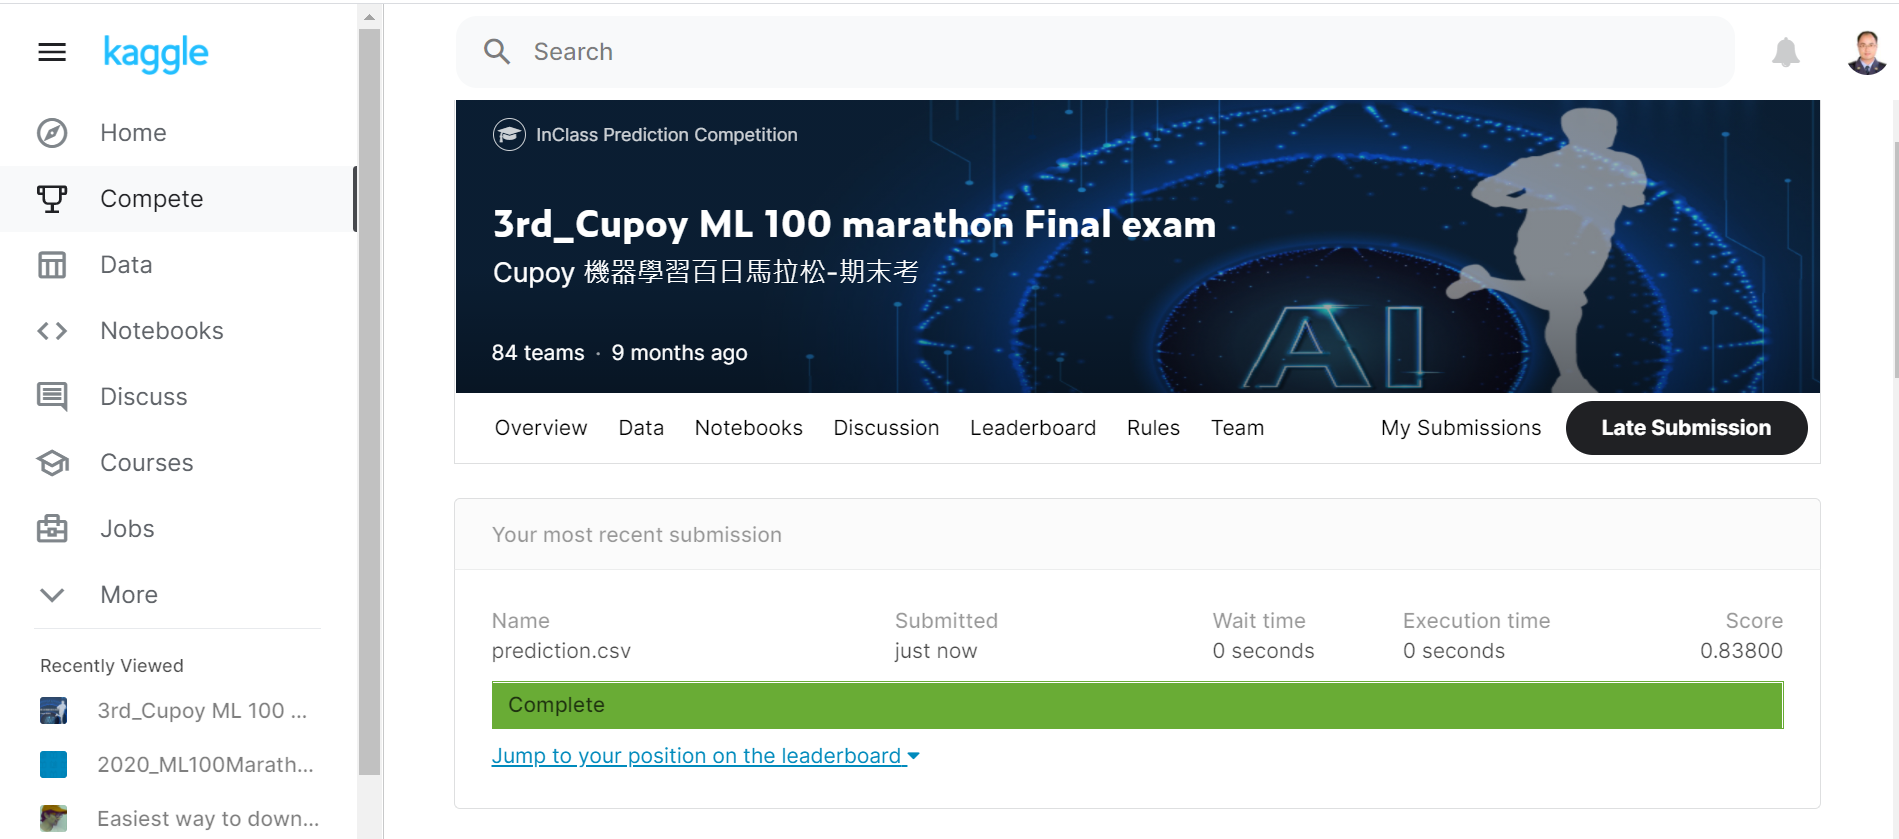 kaggle
Search
Home
Compete
Data
Notebooks
Discuss
Courses
Jobs
More
Recently Viewed
3rd_Cupoy ML 100 ...
2020_ML100Marath...
Easiest way to down...
InClass Prediction Competition
3rd_Cupoy ML 100 marathon Final exam
Cupoy 機器學習百日馬拉松-期末考
84 teams · 9 months ago
AI
Overview Data Notebooks Discussion Leaderboard Rules Team My Submissions Late Submission
Your most recent submission
Name Submitted Wait time Execution time Score
prediction.csv just now 0 seconds 0 seconds 0.83800
Complete
Jump to your position on the leaderboard